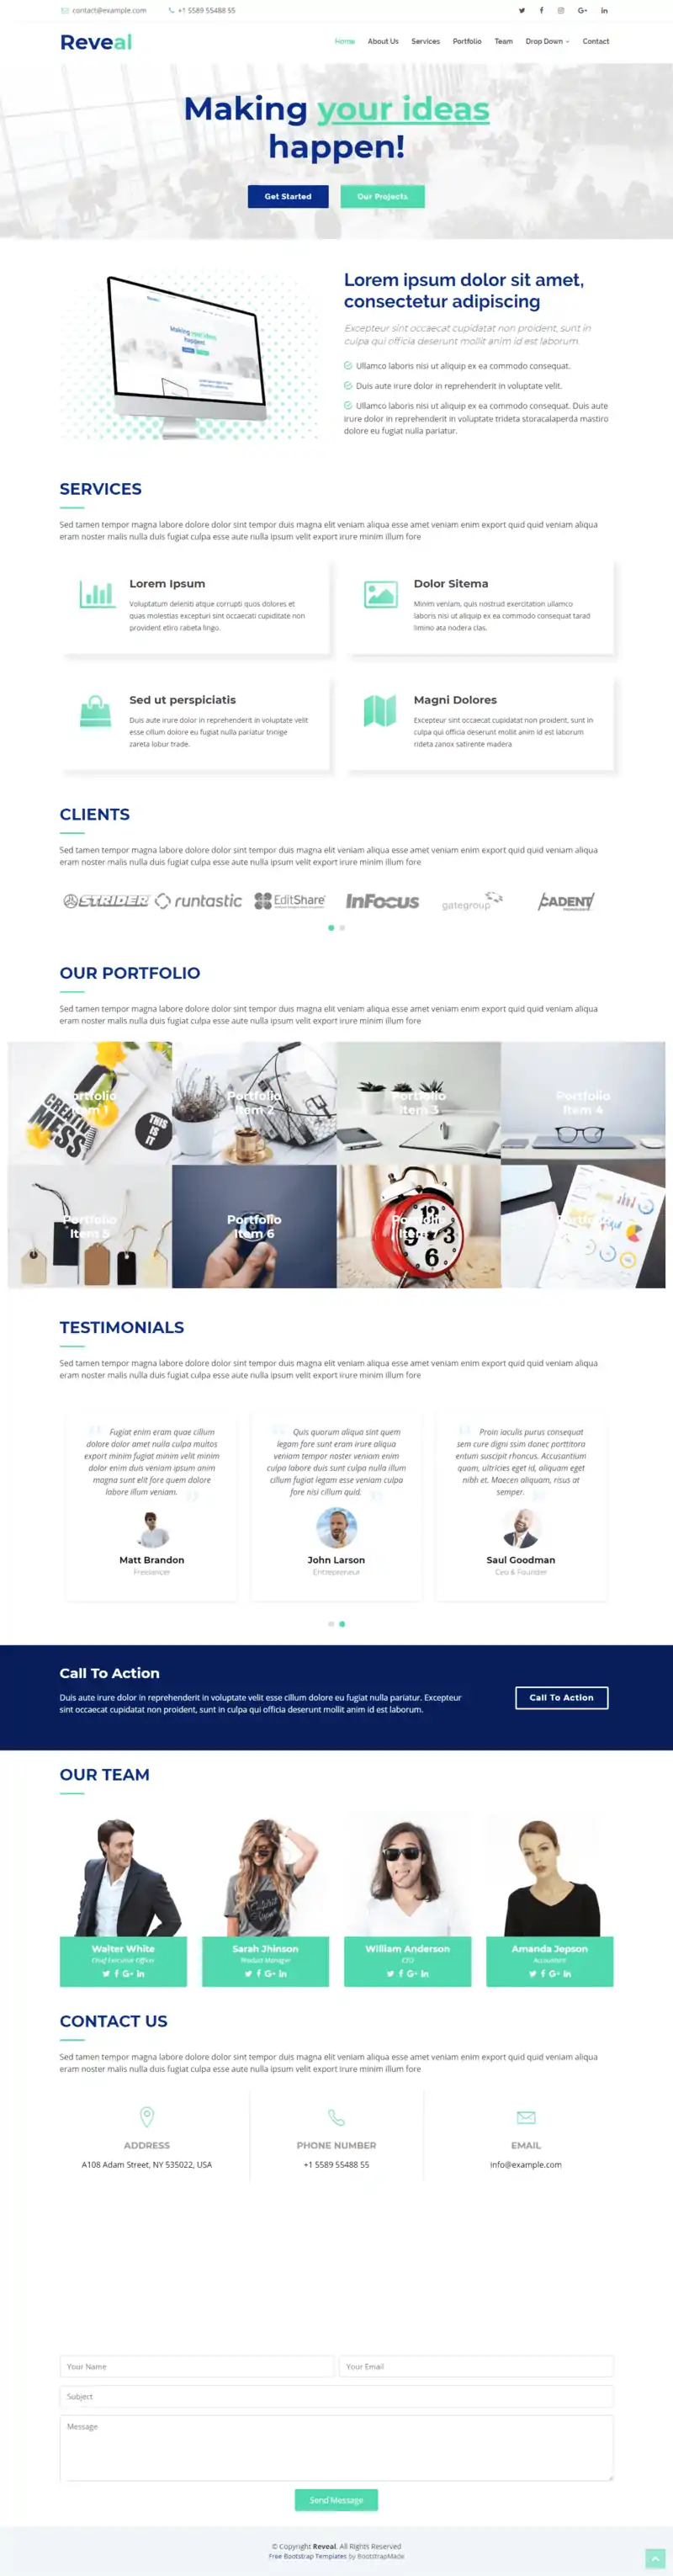 contact@example.com +1 5589 55488 55
Reveal
Home About Us Services Portfolio Team Drop Down Contact
Making your ideas
happen!
Get Started Our Projects
Lorem ipsum dolor sit amet,
consectetur adipiscing
Excepteur sint occaecat cupidatat non proident, sunt in
culpa qui officia deserunt mollit anim id est laborum.
Ullamco laboris nisi ut aliquip ex ea commodo consequat.
Duis aute irure dolor in reprehenderit in voluptate velit.
Ullamco laboris nisi ut aliquip ex ea commodo consequat. Duis aute
irure dolor in reprehenderit in voluptate trideta storacalaperda mastiro
dolore eu fugiat nulla pariatur.
SERVICES
Sed tamen tempor magna labore dolore dolor sint tempor duis magna elit veniam aliqua esse amet veniam enim export quid quid veniam aliqua
eram noster malis nulla duis fugiat culpa esse aute nulla ipsum velit export irure minim illum fore
Lorem Ipsum
Voluptatum deleniti atque corrupti quos dolores et
quas molestias excepturi sint occaecati cupiditate non
provident etiro rabeta lingo.
Dolor Sitema
Minim veniam, quis nostrud exercitation ullamco
laboris nisi ut aliquip ex ea commodo consequat tarad
limino ata nodera clas.
Sed ut perspiciatis
Duis aute irure dolor in reprehenderit in voluptate velit
esse cillum dolore eu fugiat nulla pariatur trinige
zareta lobur trade.
Magni Dolores
Excepteur sint occaecat cupidatat non proident, sunt in
culpa qui officia deserunt mollit anim id est laborum
rideta zanox satirente madera
CLIENTS
Sed tamen tempor magna labore dolore dolor sint tempor duis magna elit veniam aliqua esse amet veniam enim export quid quid veniam aliqua
eram noster malis nulla duis fugiat culpa esse aute nulla ipsum velit export irure minim illum fore
STRIDER runtastic EditShare InFocus gategroup CADENT
OUR PORTFOLIO
Sed tamen tempor magna labore dolore dolor sint tempor duis magna elit veniam aliqua esse amet veniam enim export quid quid veniam aliqua
eram noster malis nulla duis fugiat culpa esse aute nulla ipsum velit export irure minim illum fore
Portfolio
Item 1
CREATIVE
MESS
THIS
IS IT
Portfolio
Item 2
Portfolio
Item 3
Portfolio
Item 4
Portfolio
Item 5
Portfolio
Item 6
TESTIMONIALS
Sed tamen tempor magna labore dolore dolor sint tempor duis magna elit veniam aliqua esse amet veniam enim export quid quid veniam aliqua
eram noster malis nulla duis fugiat culpa esse aute nulla ipsum velit export irure minim illum fore
Fugiat enim eram quae cillum
dolore dolor amet nulla culpa multos
export minim fugiat minim velit minim
dolor enim duis veniam ipsum anim
magna sunt elit fore quem dolore
labore illum veniam.
Matt Brandon
Freelancer
Quis quorum aliqua sint quem
legam fore sunt eram irure aliqua
veniam tempor noster veniam enim
culpa labore duis sunt culpa nulla illum
cillum fugiat legam esse veniam culpa
fore nisi cillum quid.
John Larson
Entrepreneur
Proin iaculis purus consequat
sem cure digni ssim donec porttitora
entum suscipit rhoncus. Accusantium
quam, ultricies eget id, aliquam eget
nibh et. Maecen aliquam, risus at
semper.
Saul Goodman
Ceo & Founder
Call To Action
Duis aute irure dolor in reprehenderit in voluptate velit esse cillum dolore eu fugiat nulla pariatur. Excepteur
sint occaecat cupidatat non proident, sunt in culpa qui officia deserunt mollit anim id est laborum.
Call To Action
OUR TEAM
Walter White
Chief Executive Officer
Sarah Jhinson
Product Manager
William Anderson
CTO
Amanda Jepson
Accountant
CONTACT US
Sed tamen tempor magna labore dolore dolor sint tempor duis magna elit veniam aliqua esse amet veniam enim export quid quid veniam aliqua
eram noster malis nulla duis fugiat culpa esse aute nulla ipsum velit export irure minim illum fore
ADDRESS
A108 Adam Street, NY 535022, USA
PHONE NUMBER
+1 5589 55488 55
EMAIL
info@example.com
Your Name
Your Email
Subject
Message
Send Message
© Copyright Reveal. All Rights Reserved
Free Bootstrap Templates by BootstrapMade